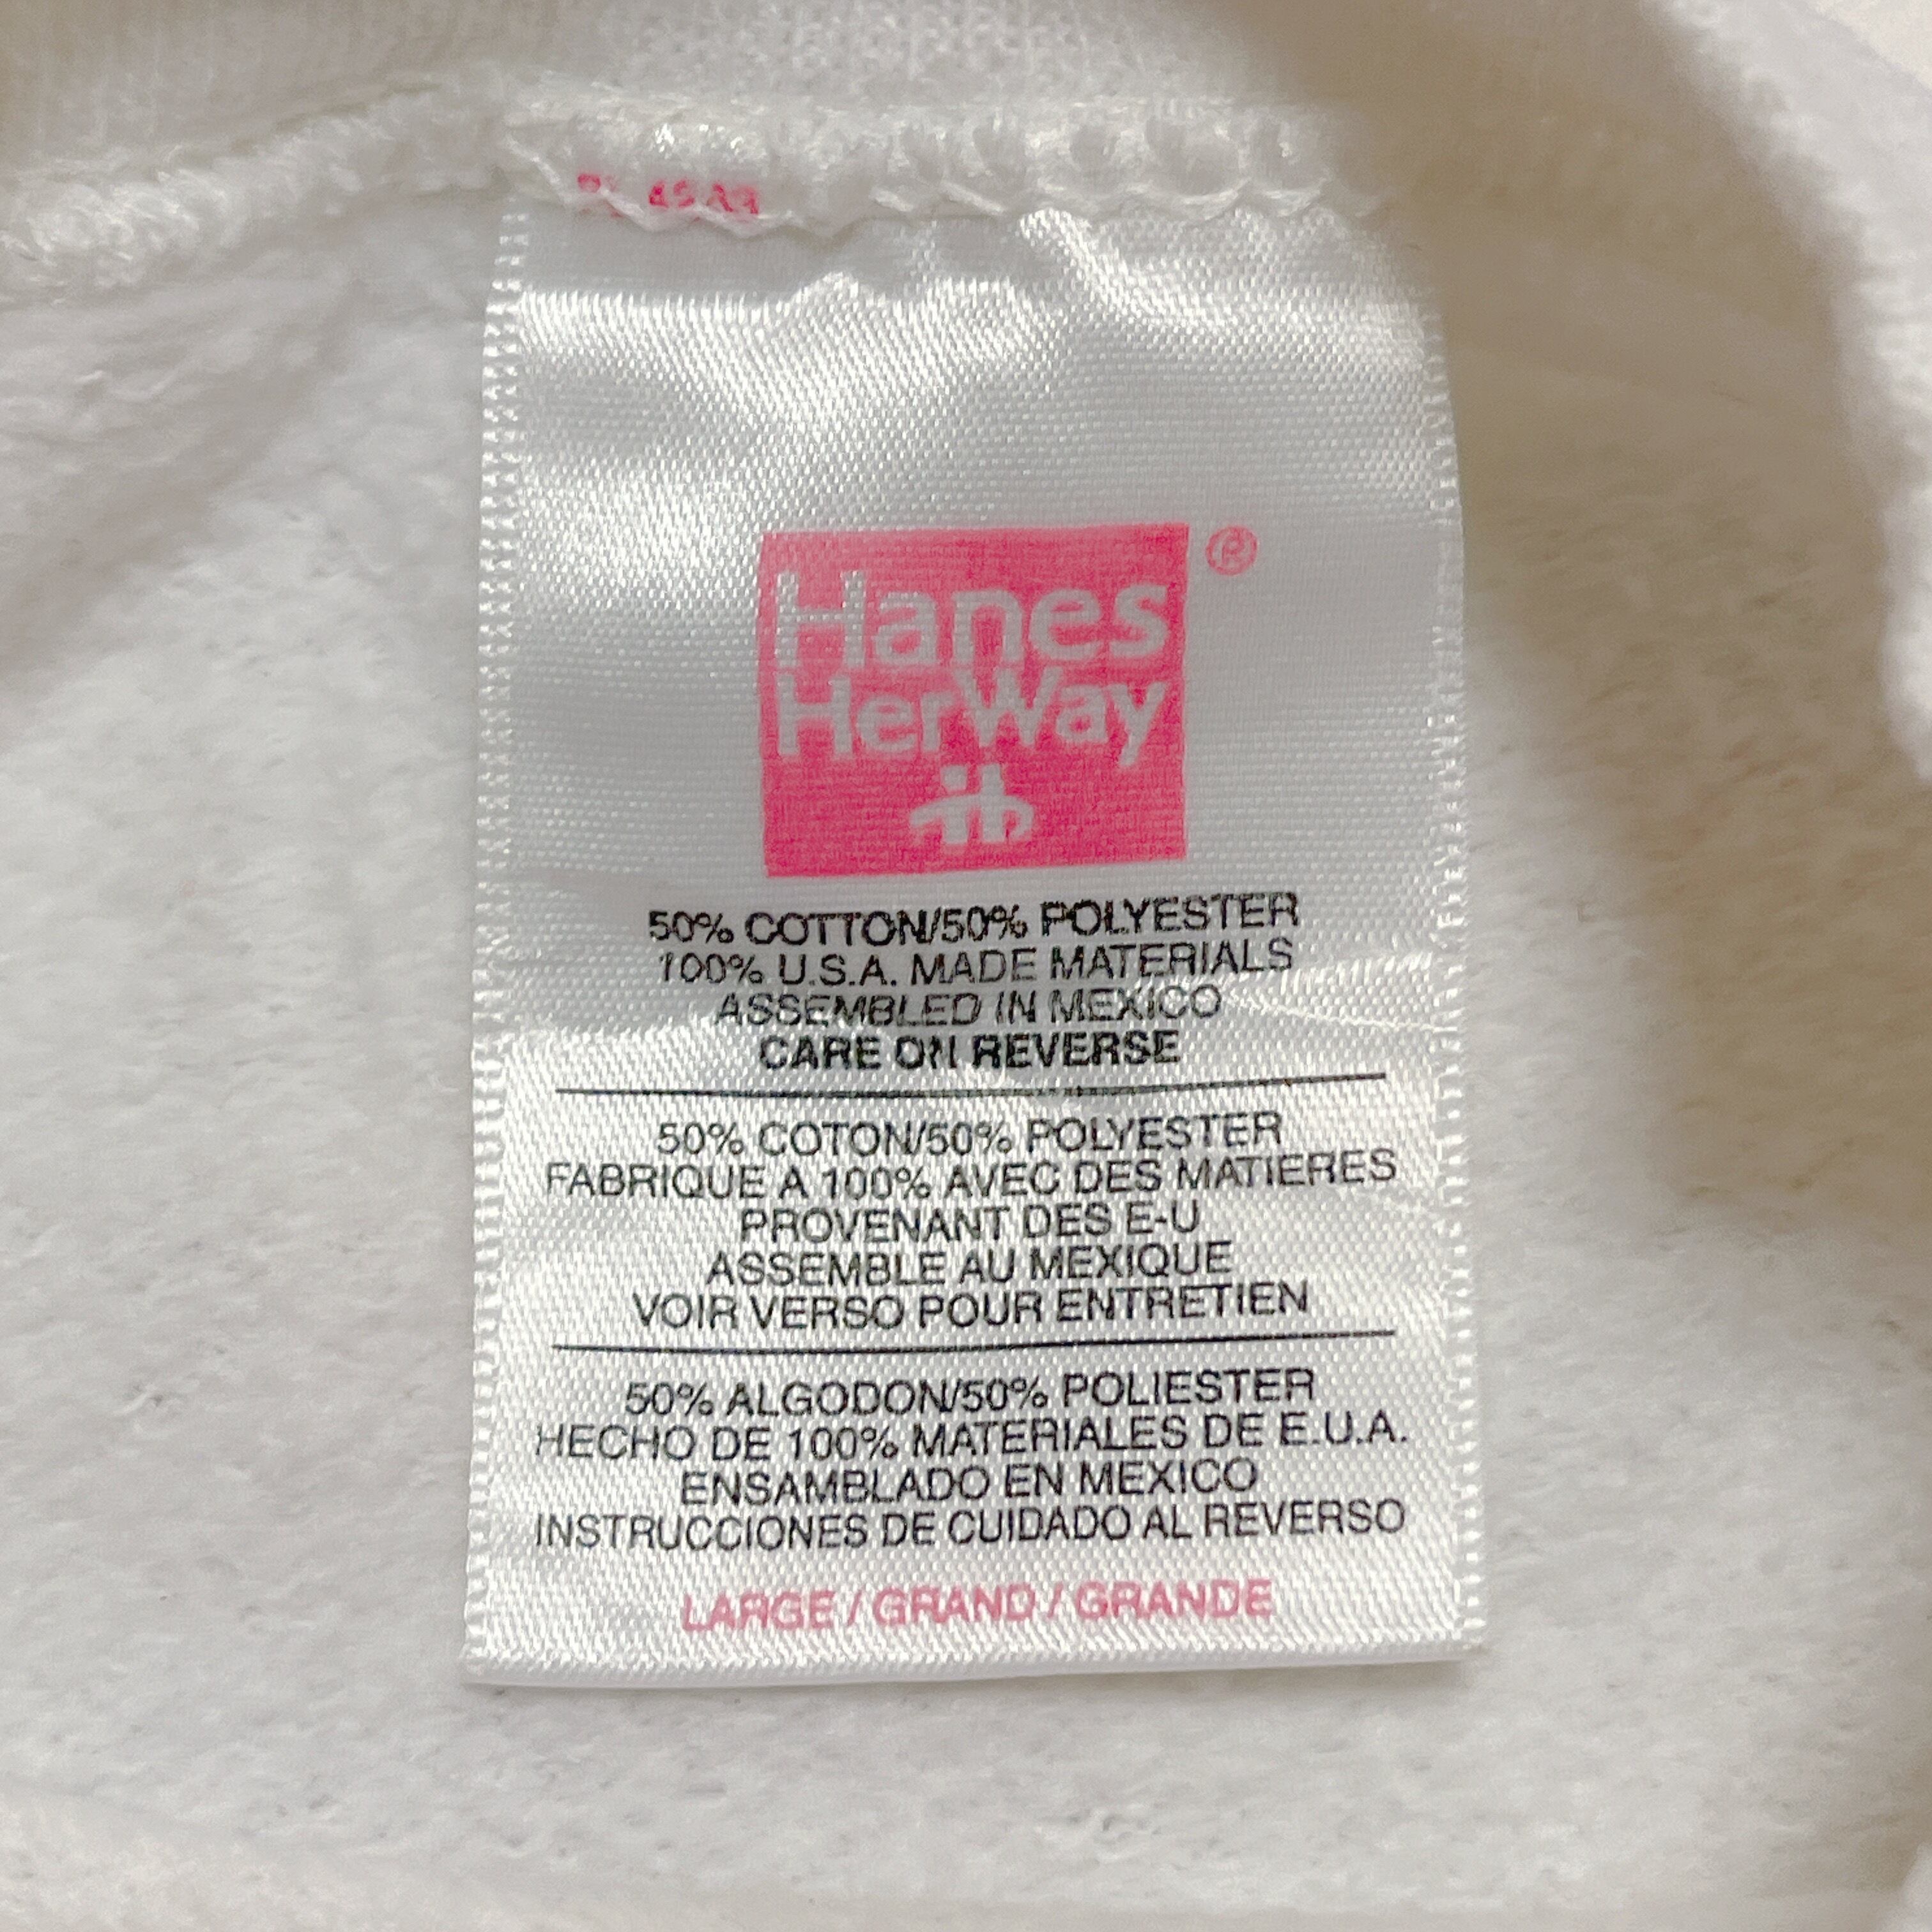 ®
Hanes
HerWay
50% COTTON/50% POLYESTER
100% U.S.A. MADE MATERIALS
ASSEMBLED IN MEXICO
CARE ON REVERSE
50% COTON/50% POLYESTER
FABRIQUE A 100% AVEC DES MATIERES
PROVENANT DES E-U
ASSEMBLE AU MEXIQUE
VOIR VERSO POUR ENTRETIEN
50% ALGODON/50% POLIESTER
HECHO DE 100% MATERIALES DE E.U.A.
ENSAMBLADO EN MEXICO
INSTRUCCIONES DE CUIDADO AL REVERSO
LARGE / GRAND / GRANDE